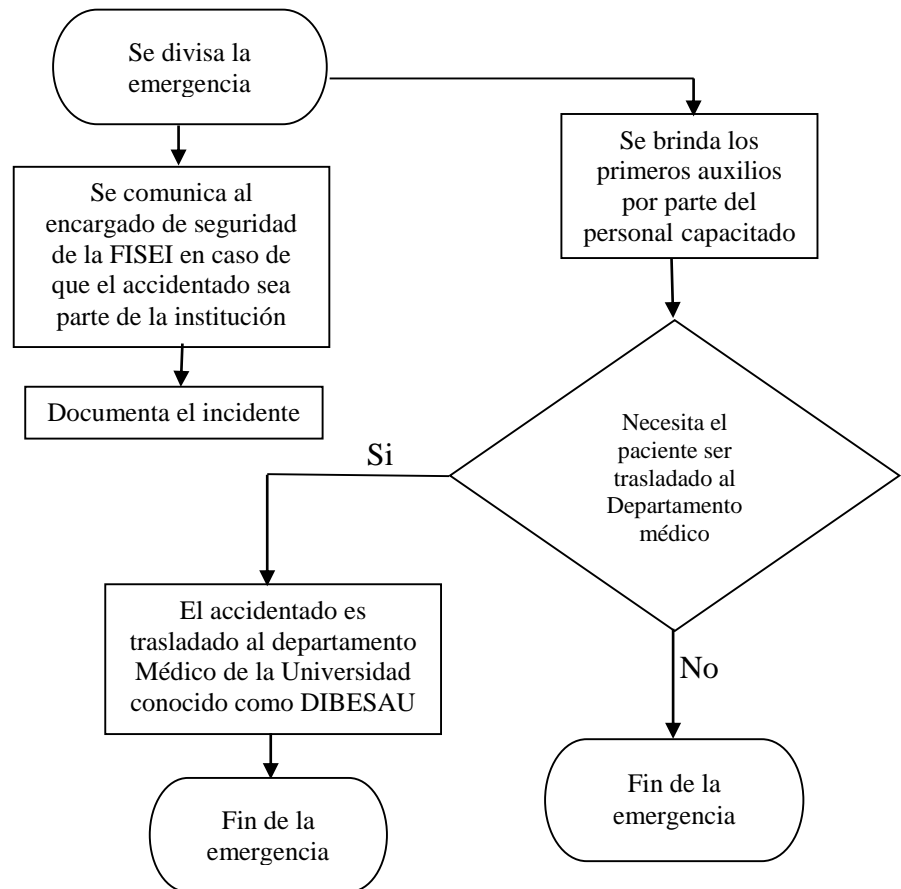 Se divisa la
emergencia
Se brinda los
primeros auxilios
por parte del
personal capacitado
Se comunica al
encargado de seguridad
de la FISEI en caso de
que el accidentado sea
parte de la institución
Documenta el incidente
Necesita el
paciente ser
trasladado al
Departamento
médico
Si
El accidentado es
trasladado al departamento
Médico de la Universidad
conocido como DIBESAU
No
Fin de la
emergencia
Fin de la
emergencia